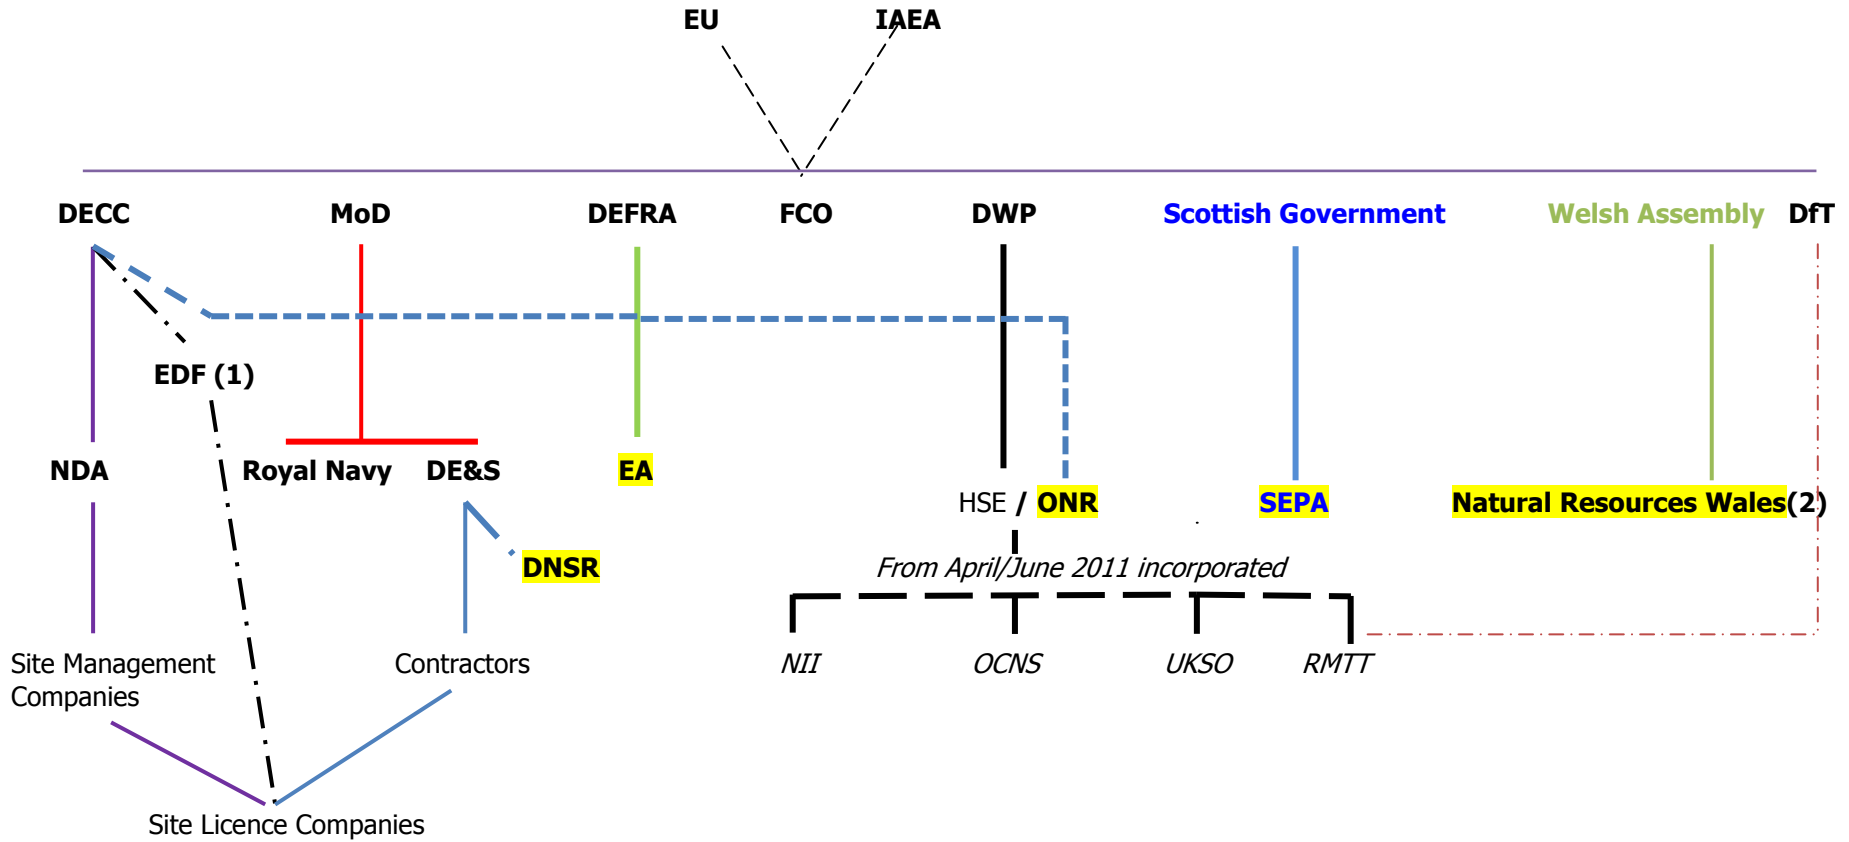 EU IAEA
DECC MoD DEFRA FCO DWP Scottish Government Welsh Assembly DfT
EDF (1)
NDA Royal Navy DE&S EA
HSE / ONR SEPA Natural Resources Wales(2)
DNSR From April/June 2011 incorporated
Site Management
Companies
Contractors NII OCNS UKSO RMTT
Site Licence Companies